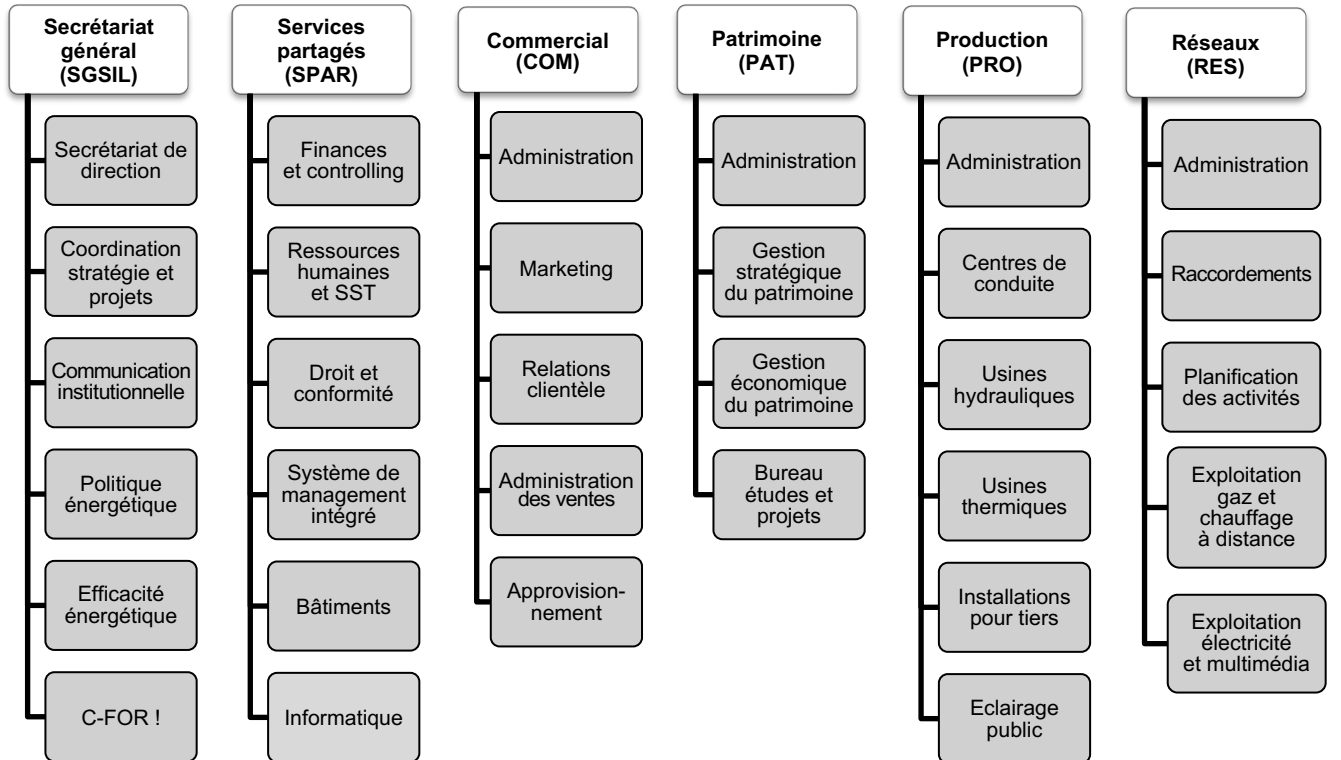 Secrétariat
général
(SGSIL)
Secrétariat de
direction
Coordination
stratégie et
projets
Communication
institutionnelle
Politique
énergétique
Efficacité
énergétique
C-FOR !
Services
partagés
(SPAR)
Finances
et controlling
Ressources
humaines
et SST
Droit et
conformité
Système de
management
intégré
Bâtiments
Informatique
Commercial
(COM)
Administration
Marketing
Relations
clientèle
Administration
des ventes
Approvision-
nement
Patrimoine
(PAT)
Administration
Gestion
stratégique
du patrimoine
Gestion
économique
du patrimoine
Bureau
études et
projets
Production
(PRO)
Administration
Centres de
conduite
Usines
hydrauliques
Usines
thermiques
Installations
pour tiers
Eclairage
public
Réseaux
(RES)
Administration
Raccordements
Planification
des activités
Exploitation
gaz et
chauffage
à distance
Exploitation
électricité
et multimédia